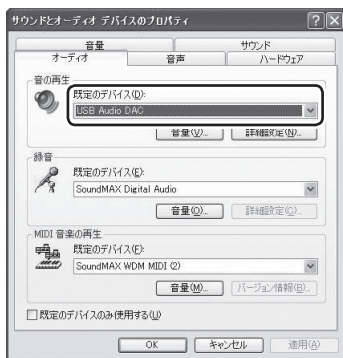 サウンドとオーディオ デバイスのプロパティ
音量 サウンド
オーディオ 音声 ハードウェア
音の再生
既定のデバイス(D):
USB Audio DAC
音量(V)... 詳細設定(N)...
録音
既定のデバイス(E):
SoundMAX Digital Audio
音量(O)... 詳細設定(C)...
MIDI 音楽の再生
既定のデバイス(F):
SoundMAX WDM MIDI (2)
音量(M)... バージョン情報(B)...
既定のデバイスのみ使用する(U)
OK キャンセル 適用(A)